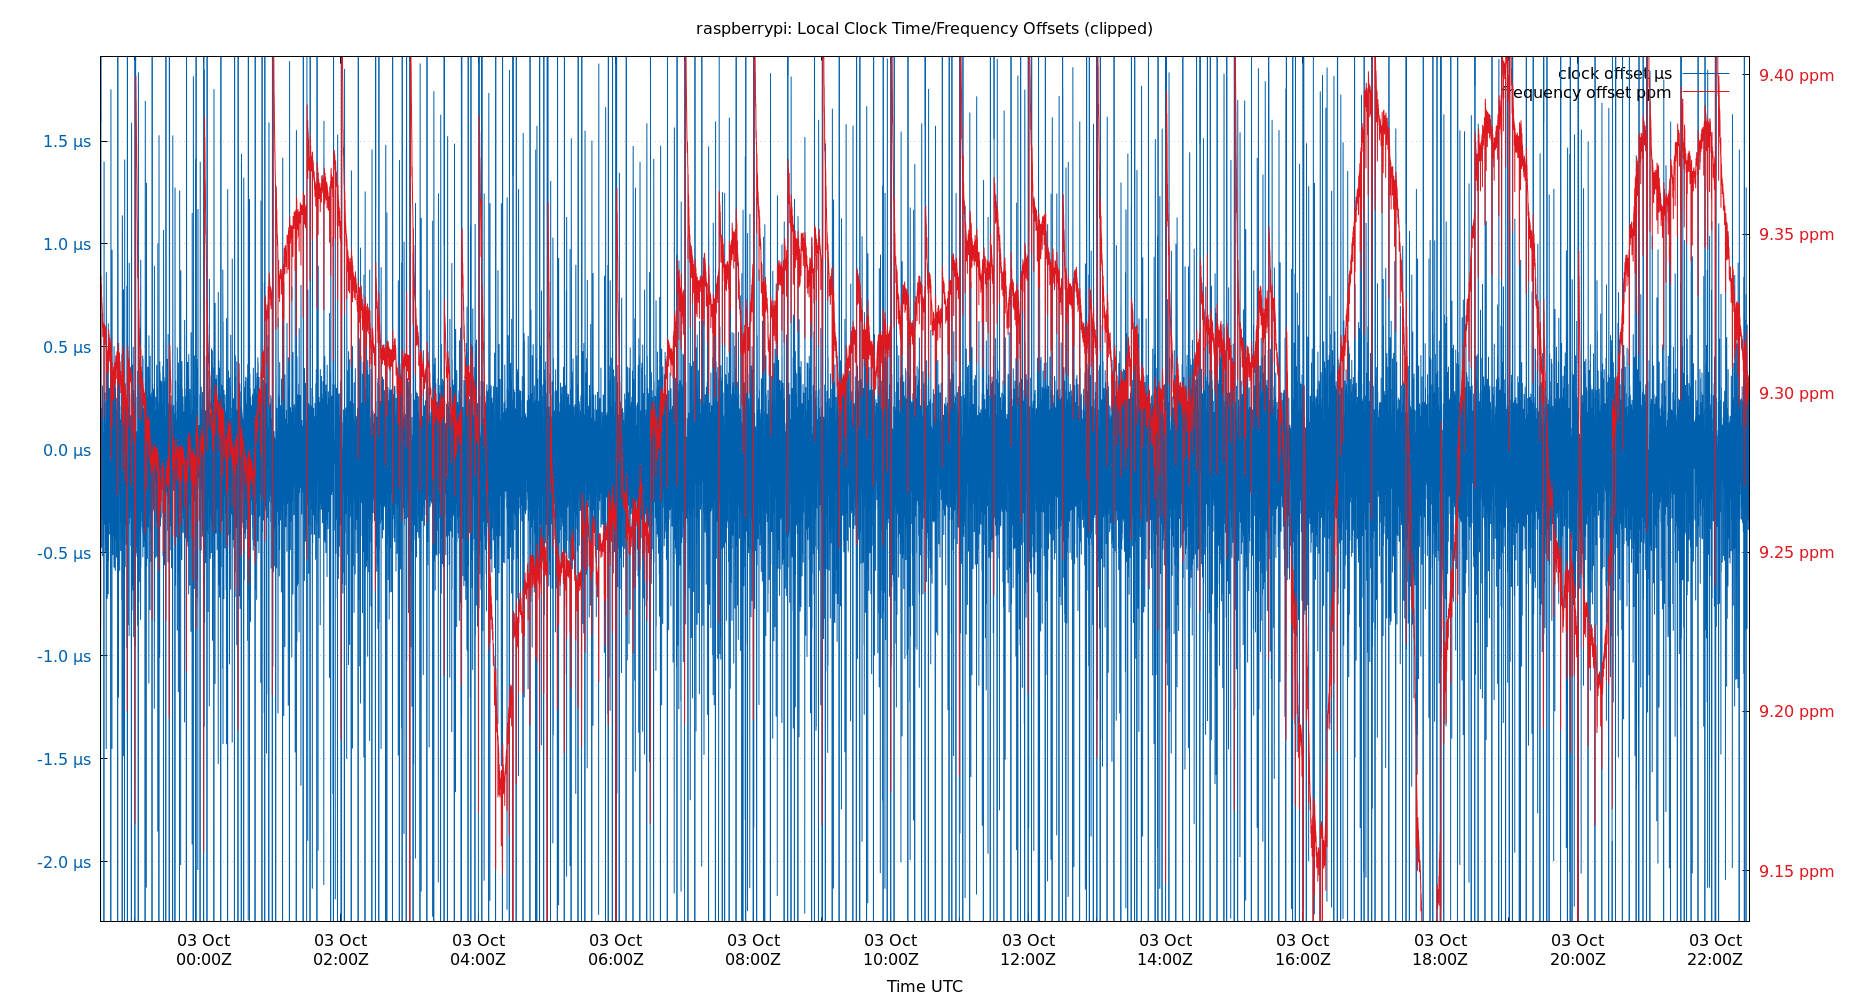 raspberrypi: Local Clock Time/Frequency Offsets (clipped)
clock offset µs
frequency offset ppm
1.5 µs
1.0 µs
0.5 µs
0.0 µs
-0.5 µs
-1.0 µs
-1.5 µs
-2.0 µs
9.40 ppm
9.35 ppm
9.30 ppm
9.25 ppm
9.20 ppm
9.15 ppm
03 Oct 03 Oct 03 Oct 03 Oct 03 Oct 03 Oct 03 Oct 03 Oct 03 Oct 03 Oct 03 Oct 03 Oct
00:00Z 02:00Z 04:00Z 06:00Z 08:00Z 10:00Z 12:00Z 14:00Z 16:00Z 18:00Z 20:00Z 22:00Z
Time UTC